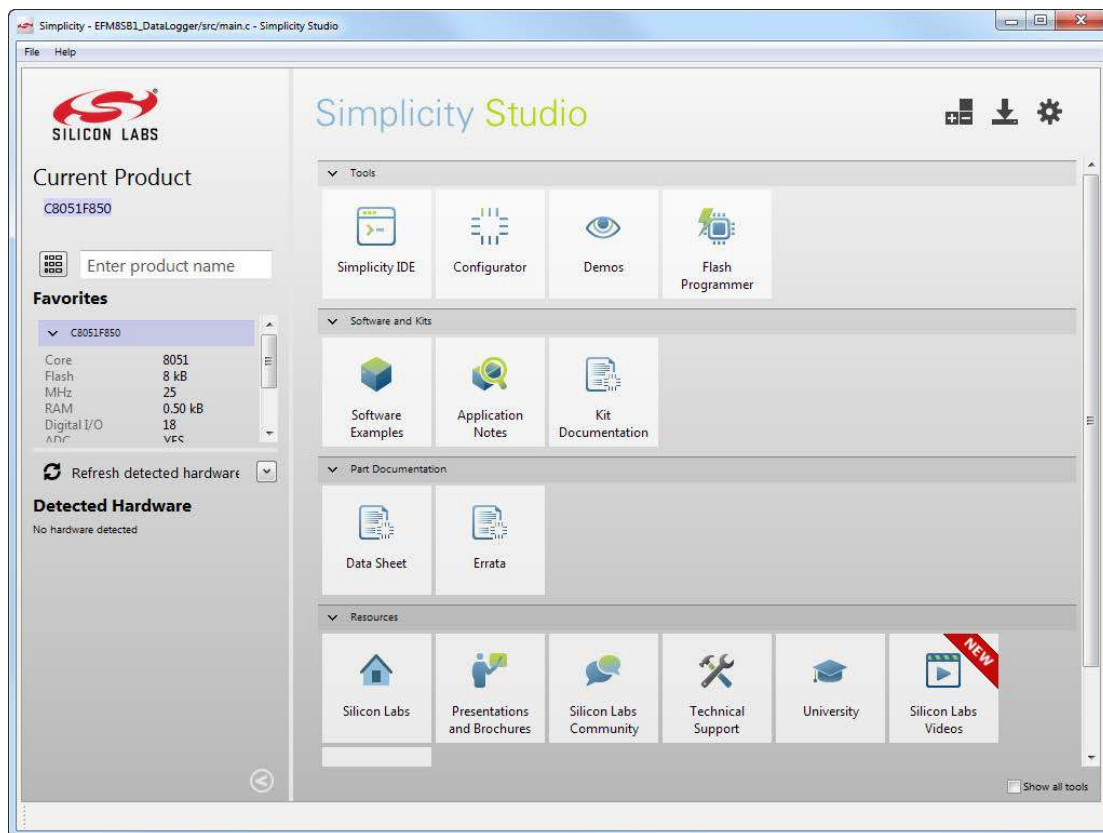 Simplicity - EFM8SB1_DataLogger/src/main.c - Simplicity Studio
File Help
SILICON LABS
Current Product
C8051F850
Enter product name
Favorites
C8051F850
Core 8051
Flash 8 kB
MHz 25
RAM 0.50 kB
Digital I/O 18
ADC YES
Refresh detected hardware
Detected Hardware
No hardware detected
Simplicity Studio
Tools
Simplicity IDE
Configurator
Demos
Flash
Programmer
Software and Kits
Software
Examples
Application
Notes
Kit
Documentation
Part Documentation
Data Sheet
Errata
Resources
Silicon Labs
Presentations
and Brochures
Silicon Labs
Community
Technical
Support
University
NEW
Silicon Labs
Videos
Show all tools